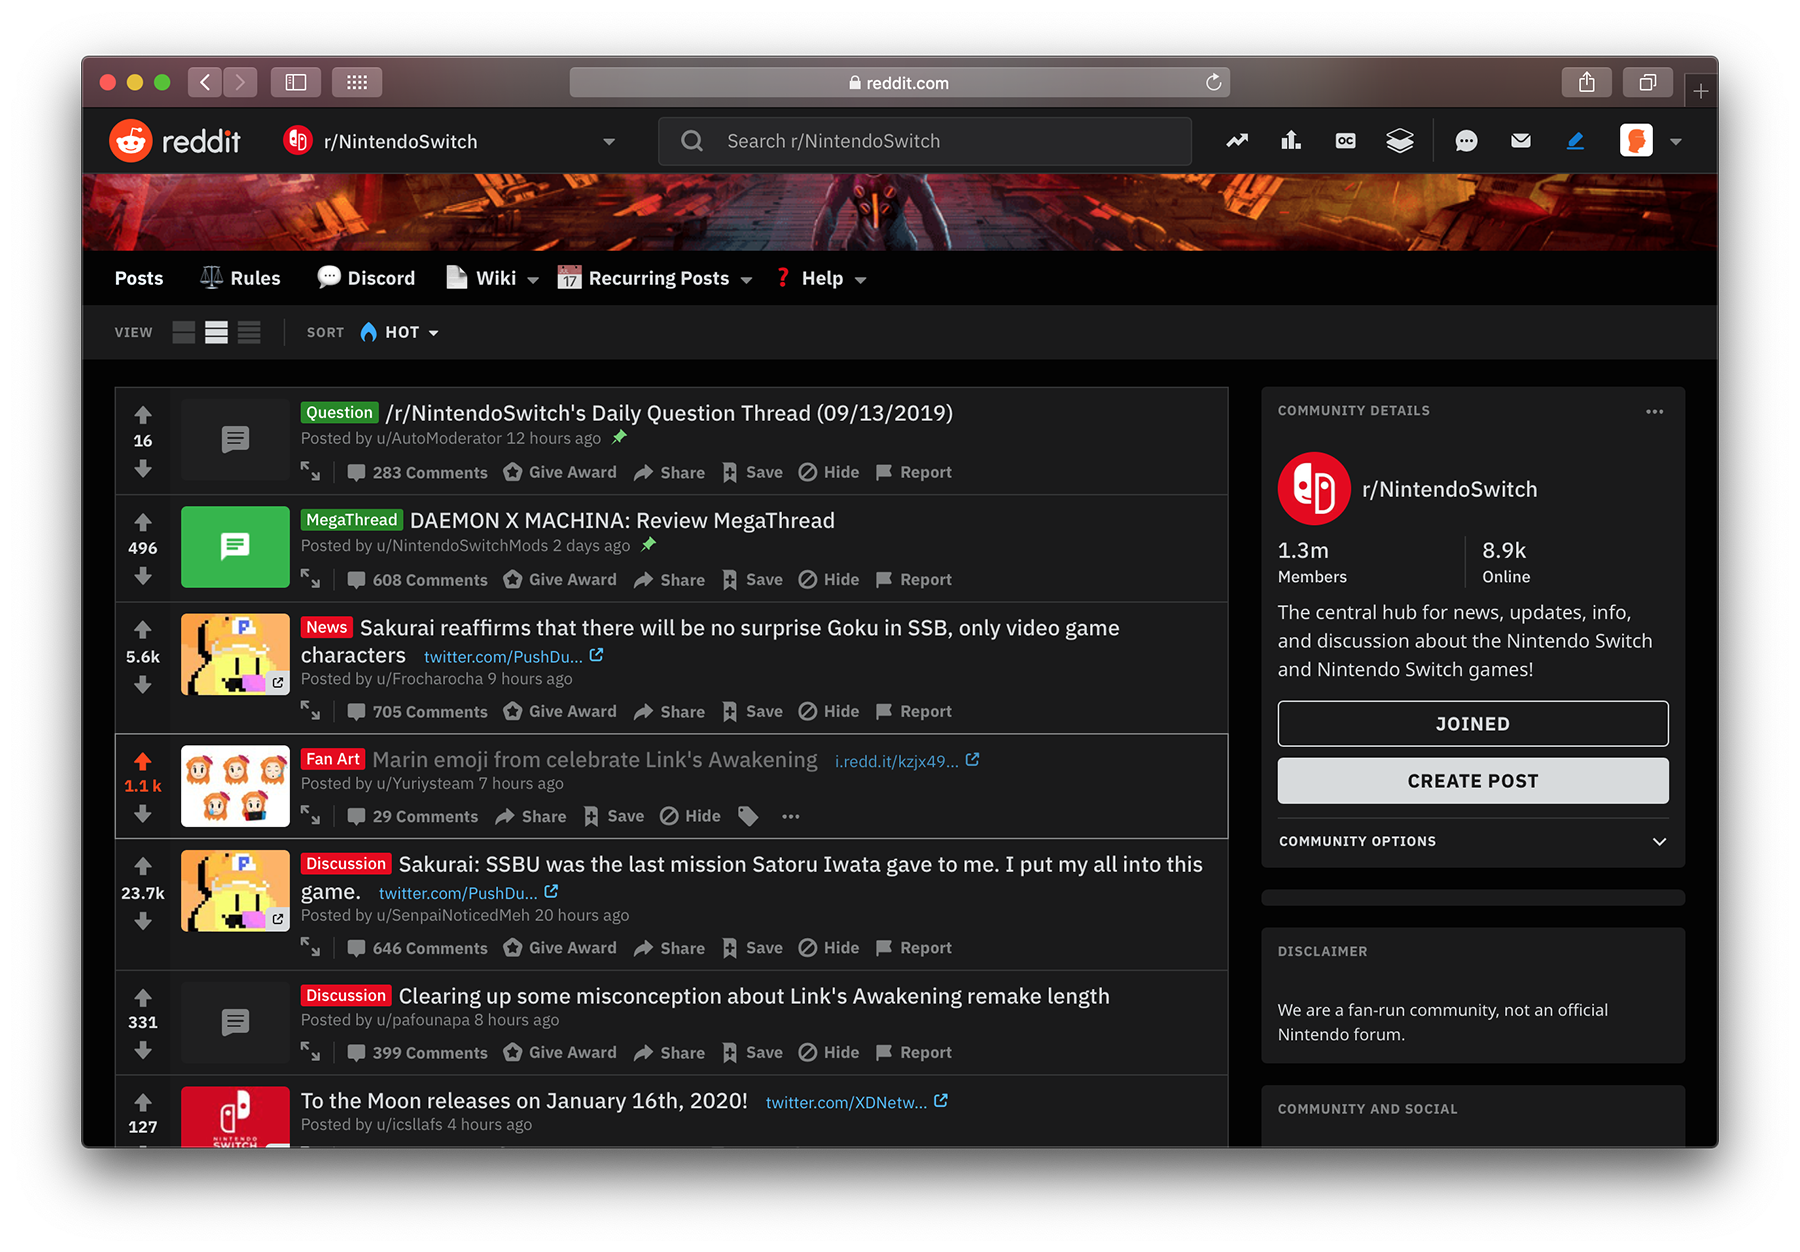 reddit.com
reddit r/NintendoSwitch Search r/NintendoSwitch OC
Posts Rules Discord Wiki 17 Recurring Posts ? Help
VIEW SORT HOT
Question /r/NintendoSwitch's Daily Question Thread (09/13/2019)
16
Posted by u/AutoModerator 12 hours ago
283 Comments Give Award Share Save Hide Report
MegaThread DAEMON X MACHINA: Review MegaThread
496
Posted by u/NintendoSwitchMods 2 days ago
608 Comments Give Award Share Save Hide Report
News Sakurai reaffirms that there will be no surprise Goku in SSB, only video game
5.6k
characters twitter.com/PushDu...
Posted by u/Frocharocha 9 hours ago
705 Comments Give Award Share Save Hide Report
Fan Art Marin emoji from celebrate Link's Awakening i.redd.it/kzjx49...
1.1 k
Posted by u/Yuriysteam 7 hours ago
29 Comments Share Save Hide
P
Discussion Sakurai: SSBU was the last mission Satoru Iwata gave to me. I put my all into this
23.7k
game. twitter.com/PushDu...
Posted by u/SenpaiNoticedMeh 20 hours ago
646 Comments Give Award Share Save Hide Report
Discussion Clearing up some misconception about Link's Awakening remake length
331
Posted by u/pafounapa 8 hours ago
399 Comments Give Award Share Save Hide Report
To the Moon releases on January 16th, 2020! twitter.com/XDNetw...
127
Posted by u/icsllafs 4 hours ago
NINTENDO
SWITCH
COMMUNITY DETAILS
r/NintendoSwitch
1.3m 8.9k
Members Online
The central hub for news, updates, info,
and discussion about the Nintendo Switch
and Nintendo Switch games!
JOINED
CREATE POST
COMMUNITY OPTIONS
DISCLAIMER
We are a fan-run community, not an official
Nintendo forum.
COMMUNITY AND SOCIAL